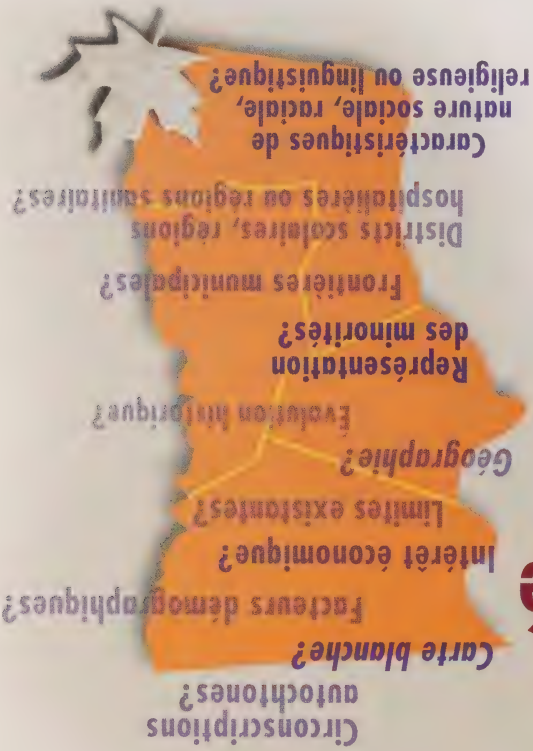 Circonscriptions
autochtones?
Carte blanche?
Facteurs démographiques?
Intérêt économique?
Limites existantes?
Géographie?
Évolution historique?
Représentation
des minorités?
Frontières municipales?
Districts scolaires, régions
hospitalières ou régions sanitaires?
Caractéristiques de
nature sociale, raciale,
religieuse ou linguistique?